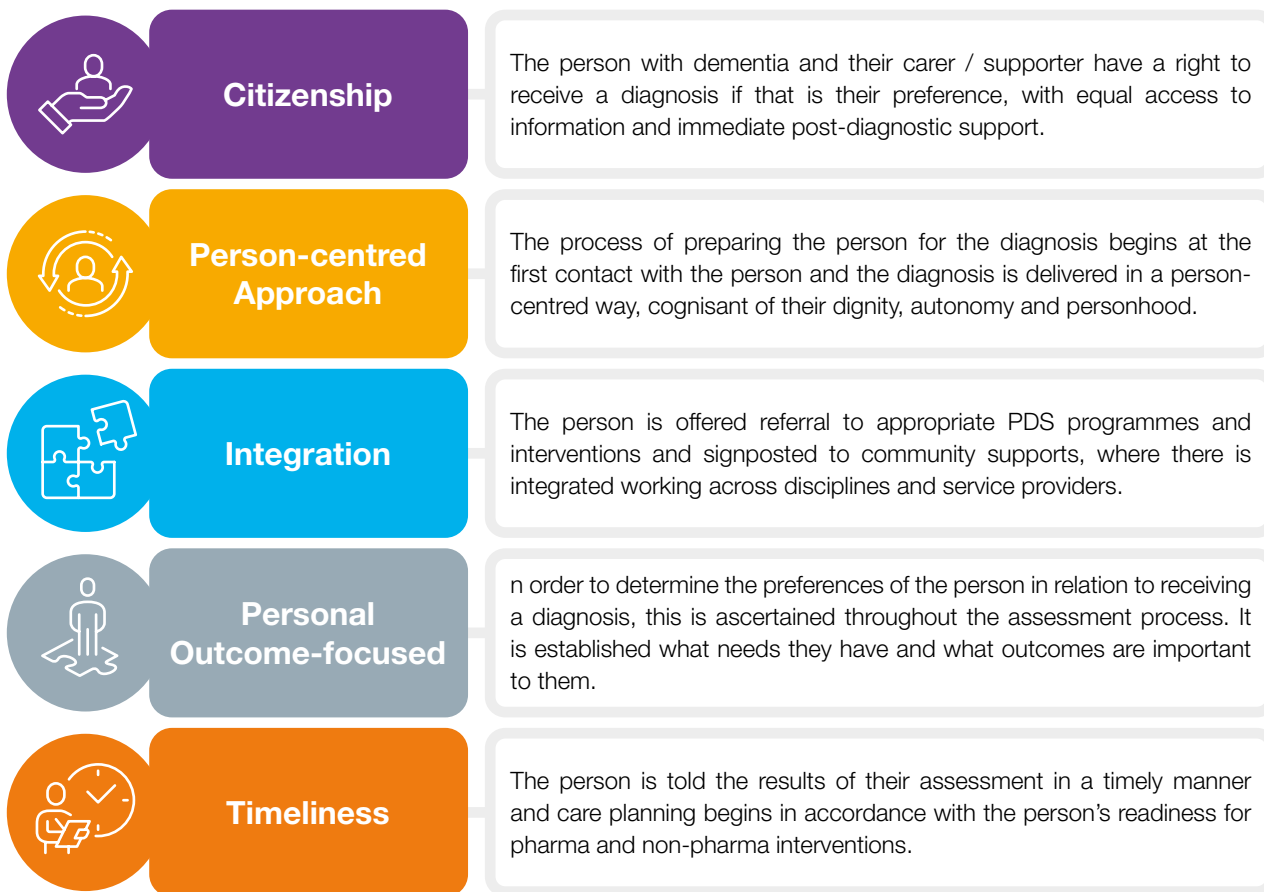 Citizenship
The person with dementia and their carer / supporter have a right to
receive a diagnosis if that is their preference, with equal access to
information and immediate post-diagnostic support.
Person-centred
Approach
The process of preparing the person for the diagnosis begins at the
first contact with the person and the diagnosis is delivered in a person-
centred way, cognisant of their dignity, autonomy and personhood.
Integration
The person is offered referral to appropriate PDS programmes and
interventions and signposted to community supports, where there is
integrated working across disciplines and service providers.
Personal
Outcome-focused
n order to determine the preferences of the person in relation to receiving
a diagnosis, this is ascertained throughout the assessment process. It
is established what needs they have and what outcomes are important
to them.
Timeliness
The person is told the results of their assessment in a timely manner
and care planning begins in accordance with the person's readiness for
pharma and non-pharma interventions.